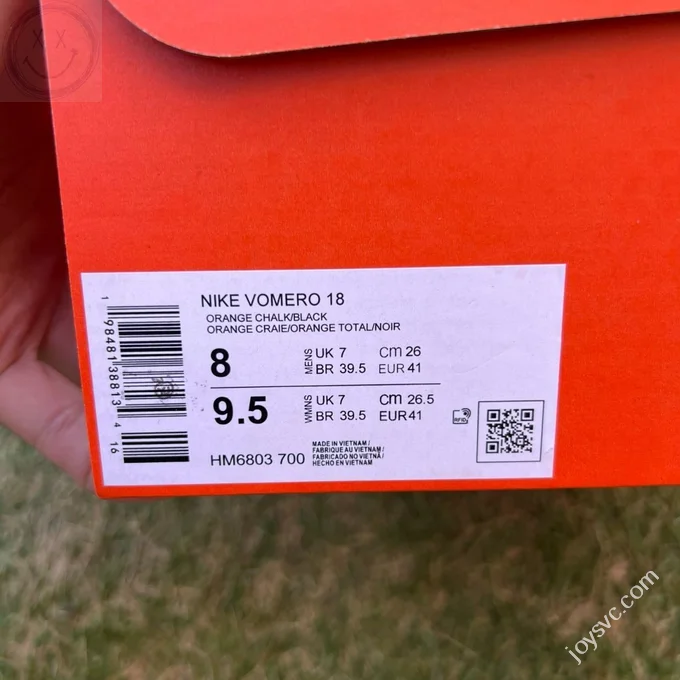 NIKE VOMERO 18
ORANGE CHALK/BLACK
ORANGE CRAIE/ORANGE TOTAL/NOIR
8 MENS UK 7 cm 26
BR 39.5 EUR 41
9.5 WMNS UK 7 cm 26.5
BR 39.5 EUR 41
HM6803 700
MADE IN VIETNAM /
FABRIQUE AU VIETNAM /
FABRICADO NO VIETNÃ /
HECHO EN VIETNAM
RFID
1 98481 38813 4 16
joysvc.com